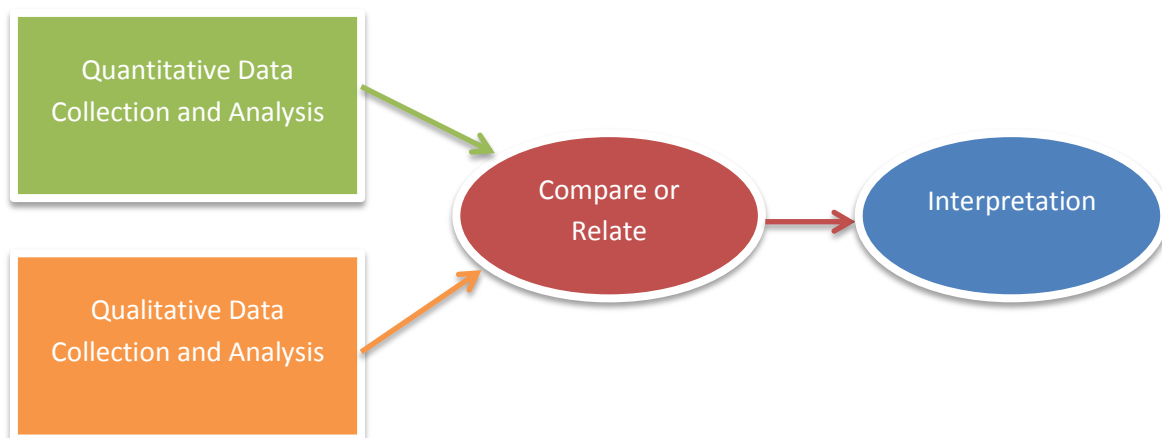 Quantitative Data
Collection and Analysis
Compare or
Relate
Interpretation
Qualitative Data
Collection and Analysis